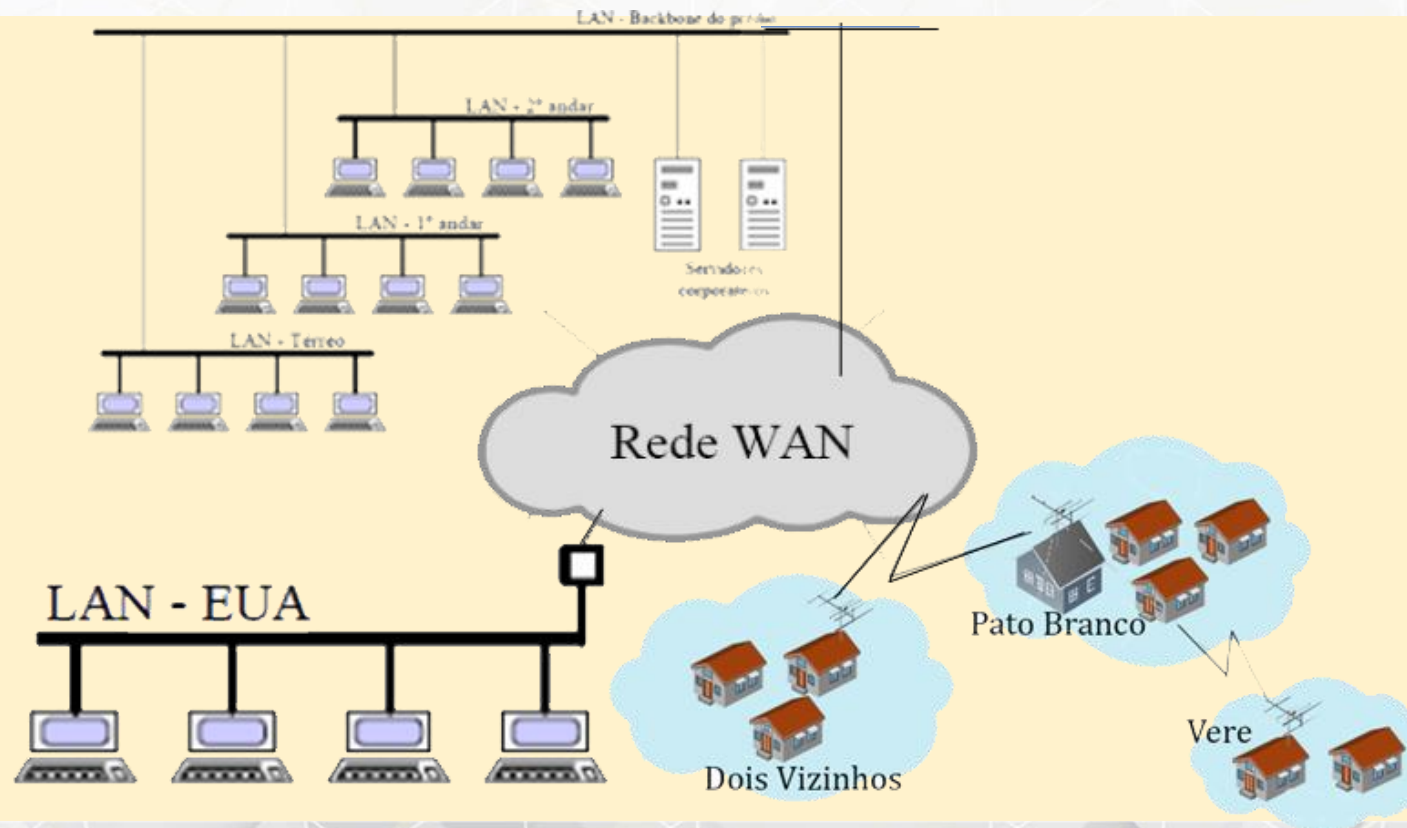 LAN - Backbone do
LAN - 2º andar
LAN - 1º andar
Servidores
LAN - Térreo
Rede WAN
LAN - EUA
Pato Branco
Vere
Dois Vizinhos